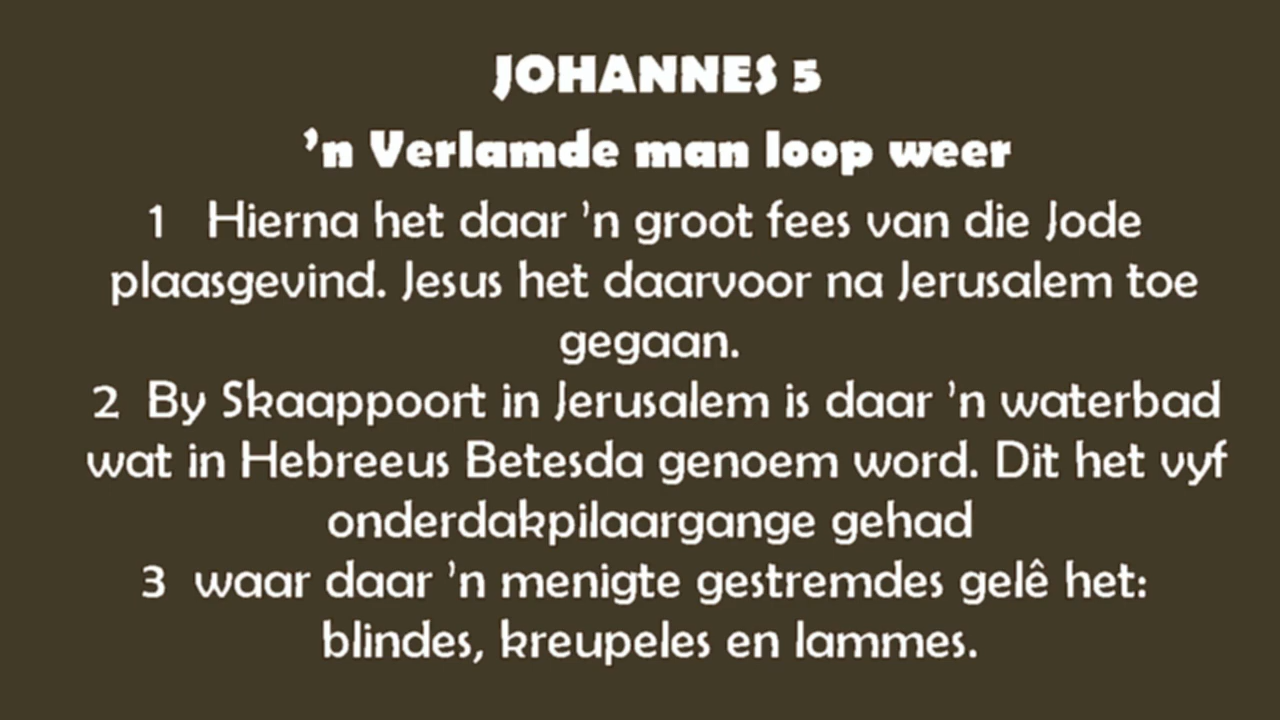 JOHANNES 5
’n Verlamde man loop weer
1 Hierna het daar ’n groot fees van die Jode
plaasgevind. Jesus het daarvoor na Jerusalem toe
gegaan.
2 By Skaappoort in Jerusalem is daar ’n waterbad
wat in Hebreeus Betesda genoem word. Dit het vyf
onderdakpilaargange gehad
3 waar daar ’n menigte gestremdes gelê het:
blindes, kreupeles en lammes.